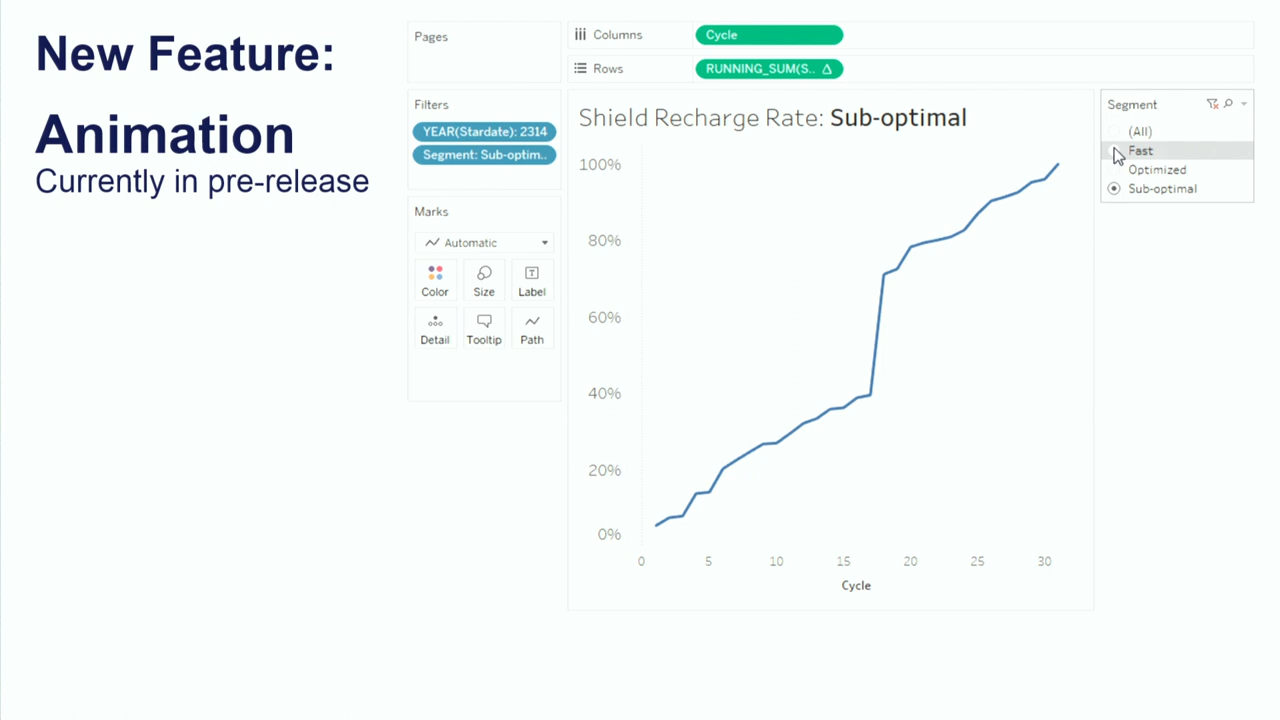 New Feature:
Animation
Currently in pre-release
Pages
Columns
Cycle
Rows
RUNNING_SUM(S..
Filters
YEAR(Stardate): 2314
Segment: Sub-optim..
Marks
Automatic
Color
Size
Label
Detail
Tooltip
Path
Shield Recharge Rate: Sub-optimal
100%
80%
60%
40%
20%
0%
0 5 10 15 20 25 30
Cycle
Segment
(All)
Fast
Optimized
Sub-optimal